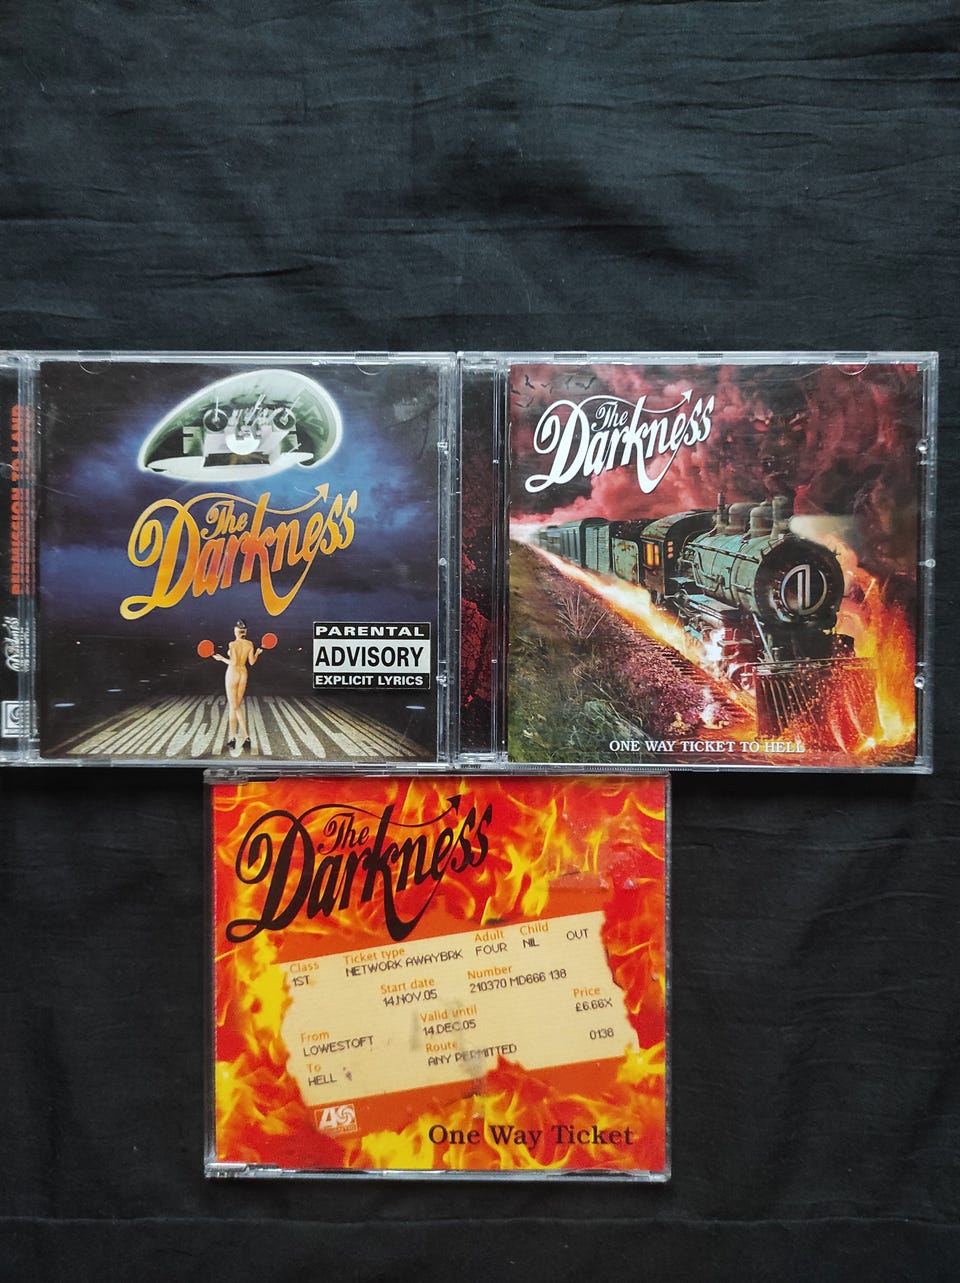 PERMISSION TO LAND
The
Darkness
PARENTAL
ADVISORY
EXPLICIT LYRICS
PERMISSION TO LAND
The
Darkness
ONE WAY TICKET TO HELL
The
Darkness
Class Ticket type Adult Child
1ST NETWORK AWAYBRK FOUR NIL OUT
Start date Number
14.NOV.05 210370 MD666 138
From Valid until Price
LOWESTOFT 14.DEC.05 £6.66X
To Route
HELL ANY PERMITTED 0138
One Way Ticket